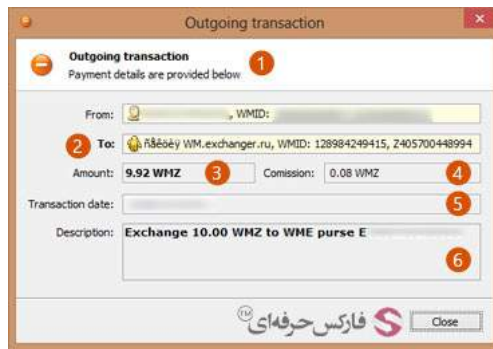 Outgoing transaction
Outgoing transaction
Payment details are provided below
1
From: , WMID:
2 To: ñåêöèÿ WM.exchanger.ru, WMID: 128984249415, Z405700448994
Amount: 9.92 WMZ 3 Comission: 0.08 WMZ 4
Transaction date: 5
Description: Exchange 10.00 WMZ to WME purse E
6
فارکس حرفه‌ای TM
Close